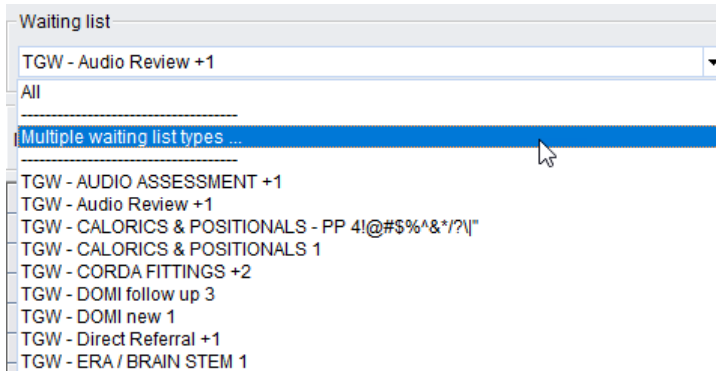 Waiting list
TGW - Audio Review +1
All
------------------------------------
Multiple waiting list types ...
------------------------------------
TGW - AUDIO ASSESSMENT +1
TGW - Audio Review +1
TGW - CALORICS & POSITIONALS - PP 4!@#$%^&*/?\|"
TGW - CALORICS & POSITIONALS 1
TGW - CORDA FITTINGS +2
TGW - DOMI follow up 3
TGW - DOMI new 1
TGW - Direct Referral +1
TGW - ERA / BRAIN STEM 1